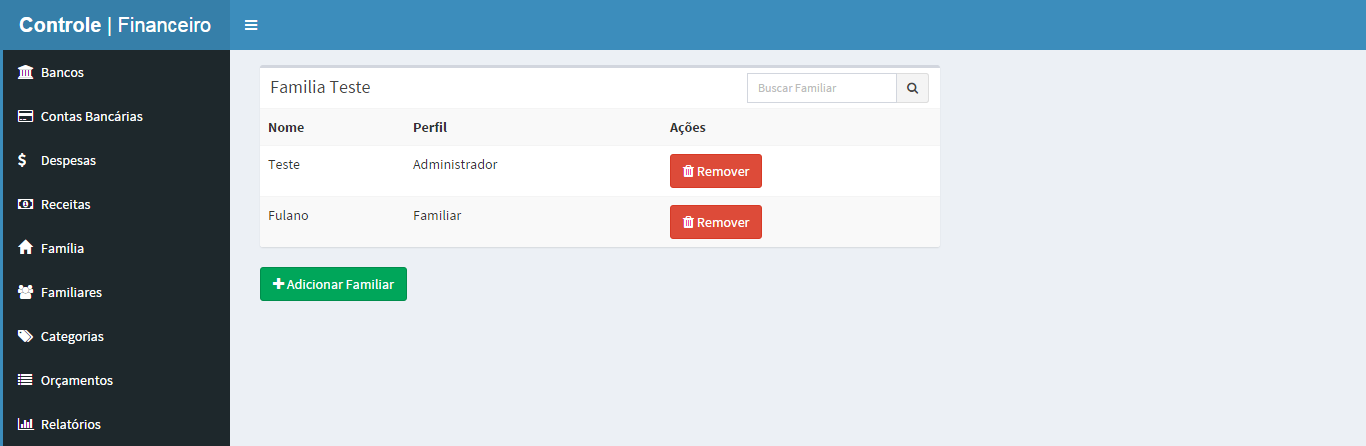 Controle | Financeiro
Bancos
Contas Bancárias
Despesas
Receitas
Família
Familiares
Categorias
Orçamentos
Relatórios
Familia Teste
Buscar Familiar
Nome Perfil Ações
Teste Administrador Remover
Fulano Familiar Remover
Adicionar Familiar